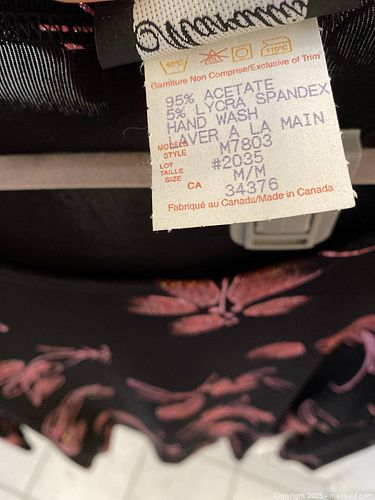 40°C
CL
110°C
Garniture Non Comprise/Exclusive of Trim
95% ACETATE
5% LYCRA SPANDEX
HAND WASH
LAVER A LA MAIN
MODELE
STYLE M7803
LOT #2035
TAILLE
SIZE M/M
CA 34376
Fabriqué au Canada/Made in Canada
Copyright 2025 - maxsold.com